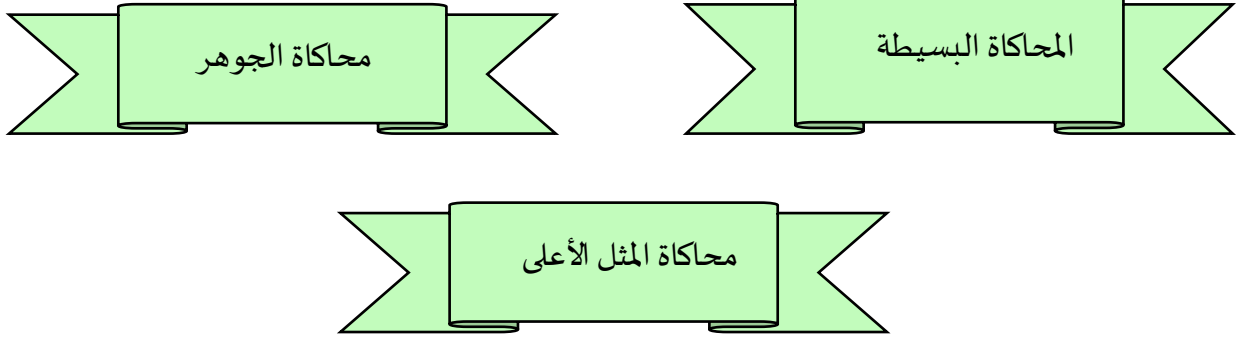 المحاكاة البسيطة
محاكاة الجوهر
محاكاة المثل الأعلى